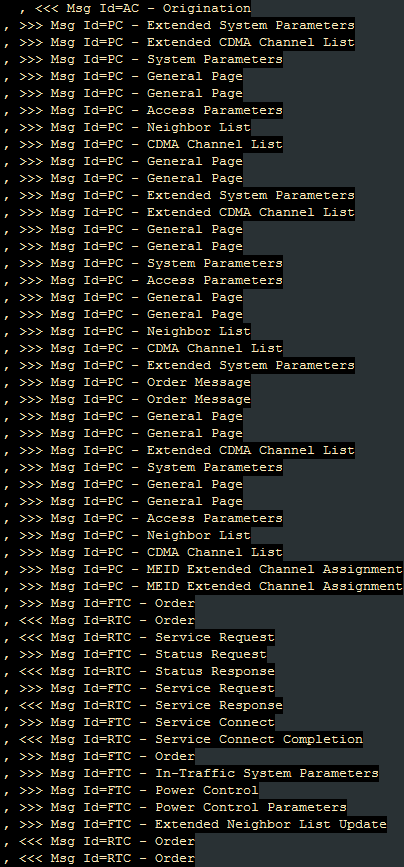 , <<< Msg Id=AC - Origination
, >>> Msg Id=PC - Extended System Parameters
, >>> Msg Id=PC - Extended CDMA Channel List
, >>> Msg Id=PC - System Parameters
, >>> Msg Id=PC - General Page
, >>> Msg Id=PC - General Page
, >>> Msg Id=PC - Access Parameters
, >>> Msg Id=PC - Neighbor List
, >>> Msg Id=PC - CDMA Channel List
, >>> Msg Id=PC - General Page
, >>> Msg Id=PC - General Page
, >>> Msg Id=PC - Extended System Parameters
, >>> Msg Id=PC - Extended CDMA Channel List
, >>> Msg Id=PC - General Page
, >>> Msg Id=PC - General Page
, >>> Msg Id=PC - System Parameters
, >>> Msg Id=PC - Access Parameters
, >>> Msg Id=PC - General Page
, >>> Msg Id=PC - General Page
, >>> Msg Id=PC - Neighbor List
, >>> Msg Id=PC - CDMA Channel List
, >>> Msg Id=PC - Extended System Parameters
, >>> Msg Id=PC - Order Message
, >>> Msg Id=PC - Order Message
, >>> Msg Id=PC - General Page
, >>> Msg Id=PC - General Page
, >>> Msg Id=PC - Extended CDMA Channel List
, >>> Msg Id=PC - System Parameters
, >>> Msg Id=PC - General Page
, >>> Msg Id=PC - General Page
, >>> Msg Id=PC - Access Parameters
, >>> Msg Id=PC - Neighbor List
, >>> Msg Id=PC - CDMA Channel List
, >>> Msg Id=PC - MEID Extended Channel Assignment
, >>> Msg Id=PC - MEID Extended Channel Assignment
, >>> Msg Id=FTC - Order
, <<< Msg Id=RTC - Order
, <<< Msg Id=RTC - Service Request
, >>> Msg Id=FTC - Status Request
, <<< Msg Id=RTC - Status Response
, >>> Msg Id=FTC - Service Request
, <<< Msg Id=RTC - Service Response
, >>> Msg Id=FTC - Service Connect
, <<< Msg Id=RTC - Service Connect Completion
, >>> Msg Id=FTC - Order
, >>> Msg Id=FTC - In-Traffic System Parameters
, >>> Msg Id=FTC - Power Control
, >>> Msg Id=FTC - Power Control Parameters
, >>> Msg Id=FTC - Extended Neighbor List Update
, <<< Msg Id=RTC - Order
, <<< Msg Id=RTC - Order